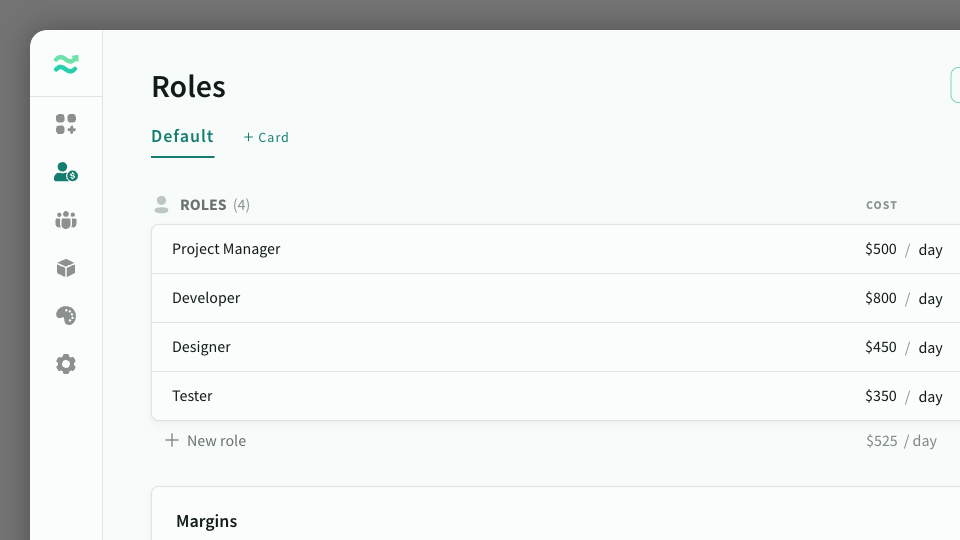 Roles
Default + Card
ROLES (4) COST
Project Manager $500 / day
Developer $800 / day
Designer $450 / day
Tester $350 / day
+ New role $525 / day
Margins